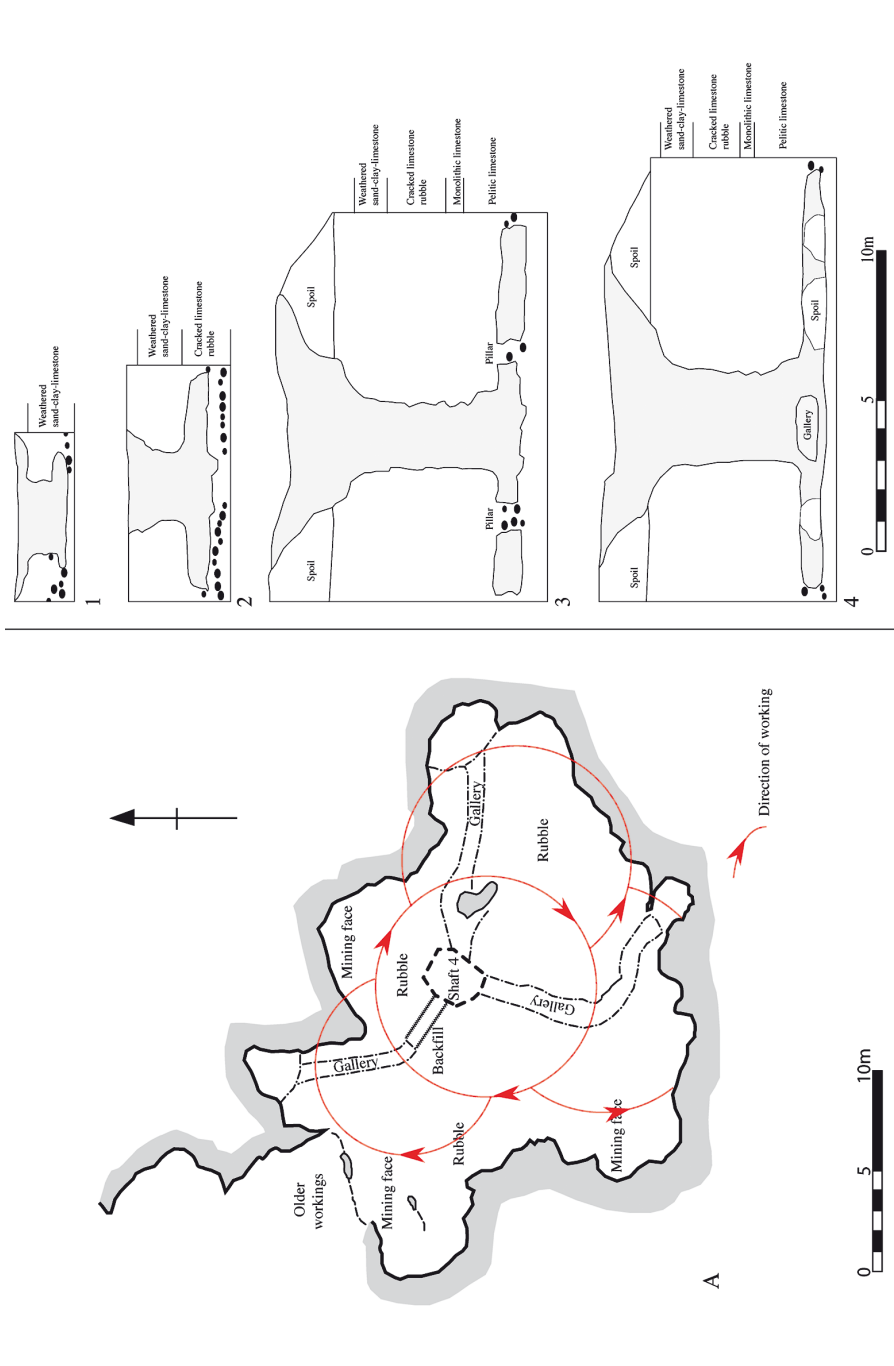 Weathered
sand-clay-limestone
1
Weathered
sand-clay-limestone
Cracked limestone
rubble
2
Weathered
sand-clay-limestone
Cracked limestone
rubble
Monolithic limestone
Pelitic limestone
Spoil
Spoil
Pillar
Pillar
3
Weathered
sand-clay-limestone
Cracked limestone
rubble
Monolithic limestone
Pelitic limestone
Spoil
Spoil
Spoil
Gallery
4
0
5
10m
Older
workings
Mining face
Rubble
Mining face
Gallery
Backfill
Rubble
Shaft 4
Mining face
Gallery
Gallery
Rubble
Direction of working
A
0
5
10m